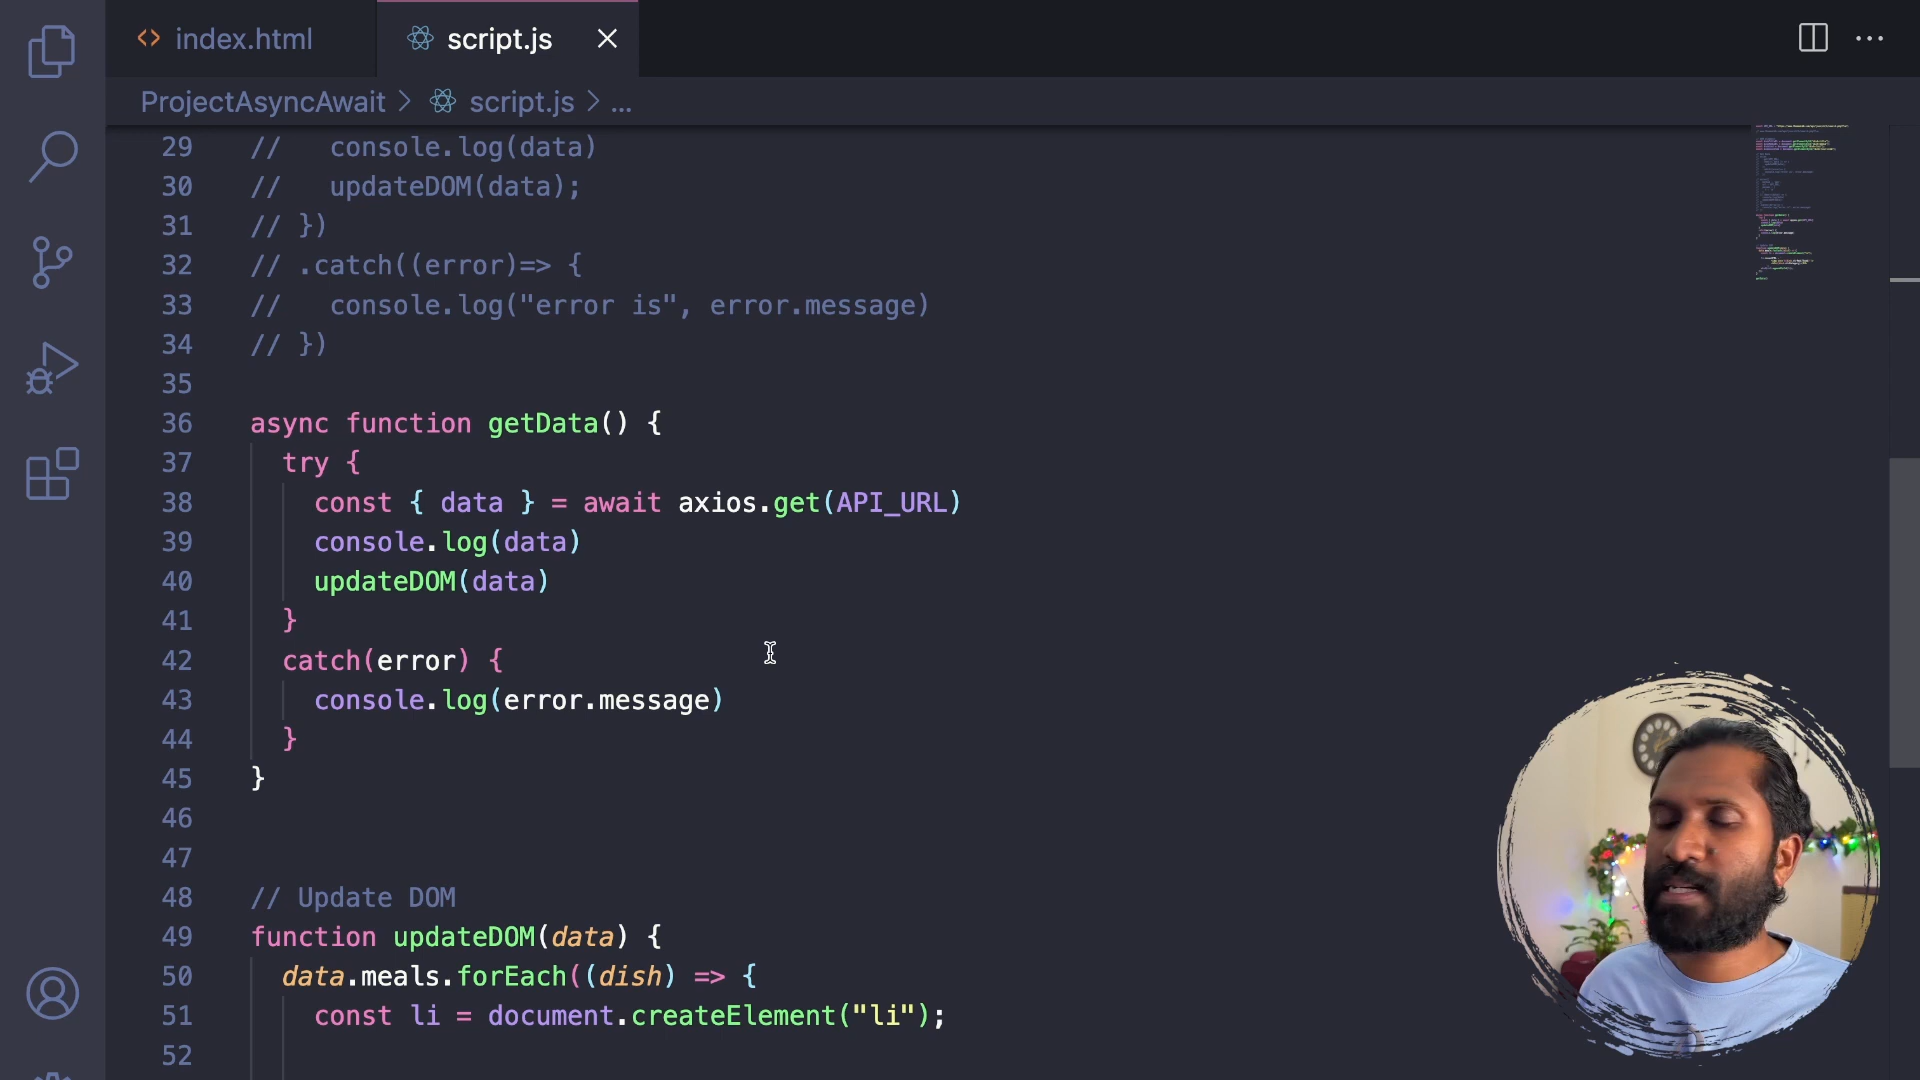 index.html
script.js
ProjectAsyncAwait > script.js > ...
29 //   console.log(data)
30 //   updateDOM(data);
31 // })
32 // .catch((error)=> {
33 //   console.log("error is", error.message)
34 // })
35
36 async function getData() {
37   try {
38     const { data } = await axios.get(API_URL)
39     console.log(data)
40     updateDOM(data)
41   }
42   catch(error) {
43     console.log(error.message)
44   }
45 }
46
47
48 // Update DOM
49 function updateDOM(data) {
50   data.meals.forEach((dish) => {
51     const li = document.createElement("li");
52